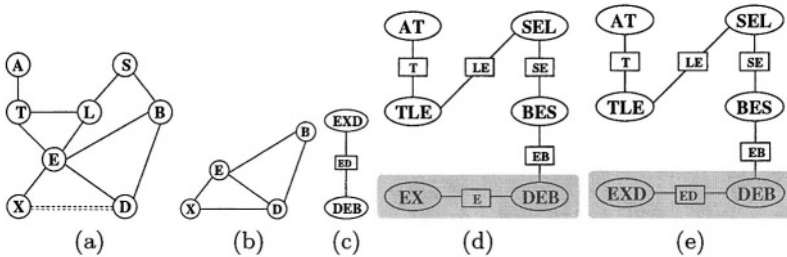 A
S
T
L
B
E
X
D
(a)
B
E
X
D
(b)
EXD
ED
DEB
(c)
AT
SEL
T
LE
SE
TLE
BES
EB
EX
E
DEB
(d)
AT
SEL
T
LE
SE
TLE
BES
EB
EXD
ED
DEB
(e)